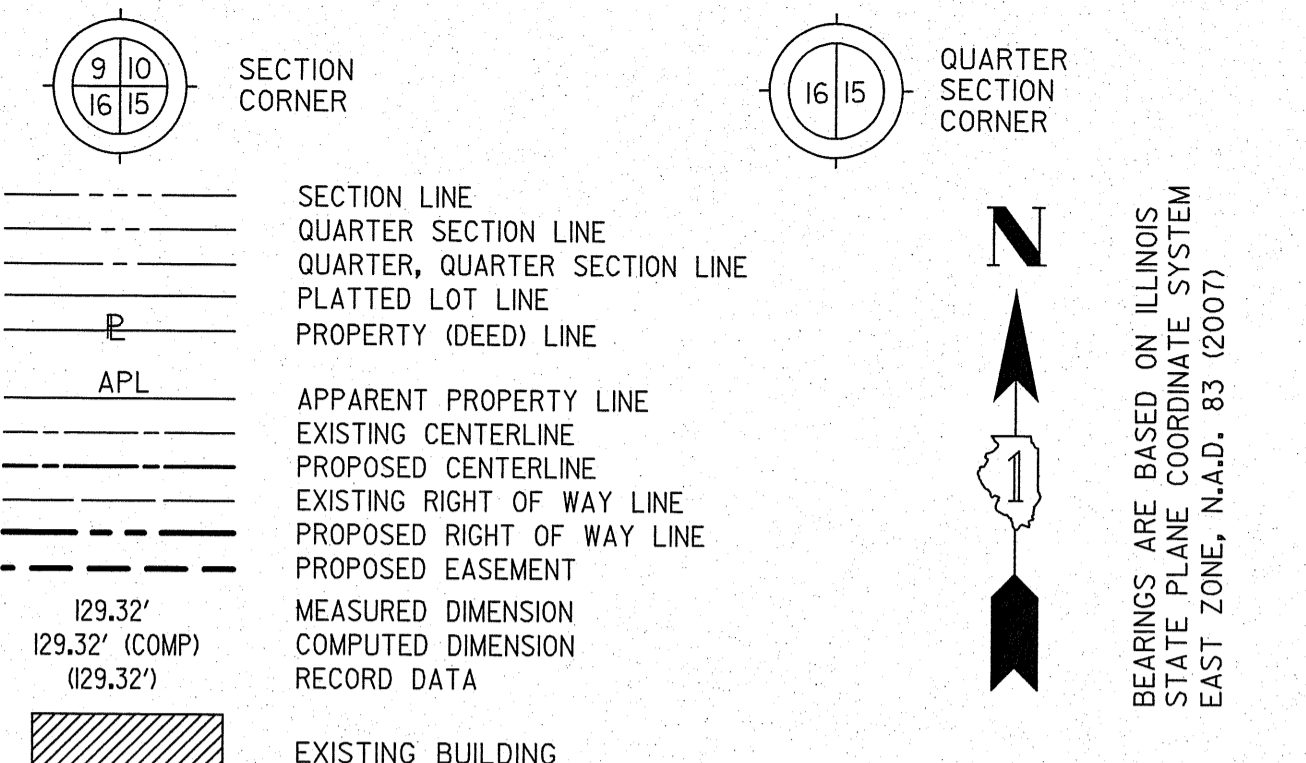 9 10
16 15
SECTION
CORNER
16 15
QUARTER
SECTION
CORNER
SECTION LINE
QUARTER SECTION LINE
QUARTER, QUARTER SECTION LINE
PLATTED LOT LINE
PL
PROPERTY (DEED) LINE
APL
APPARENT PROPERTY LINE
EXISTING CENTERLINE
PROPOSED CENTERLINE
EXISTING RIGHT OF WAY LINE
PROPOSED RIGHT OF WAY LINE
PROPOSED EASEMENT
129.32' MEASURED DIMENSION
129.32' (COMP) COMPUTED DIMENSION
(129.32') RECORD DATA
EXISTING BUILDING
N
1
BEARINGS ARE BASED ON ILLINOIS
STATE PLANE COORDINATE SYSTEM
EAST ZONE, N.A.D. 83 (2007)